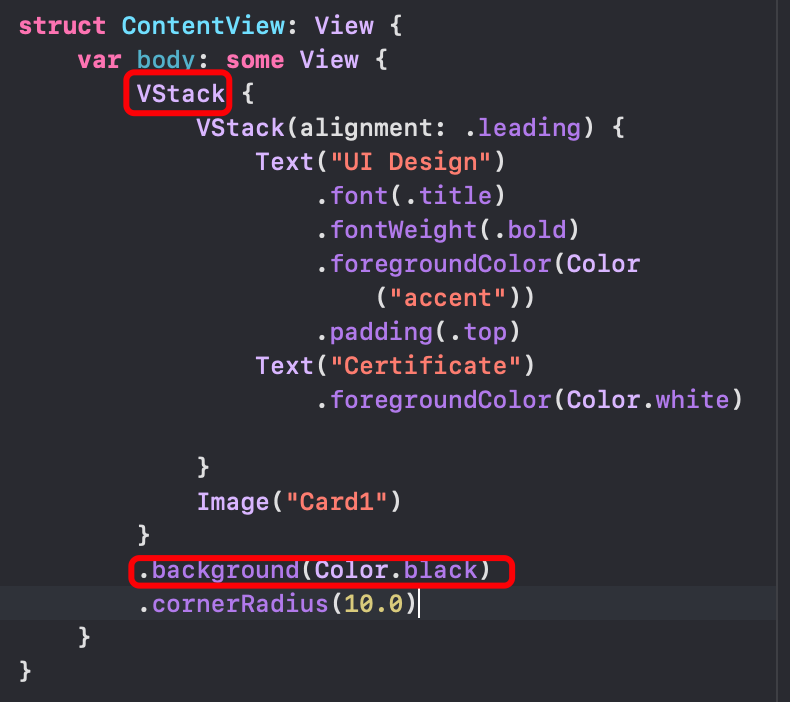 struct ContentView: View {
var body: some View {
VStack {
VStack(alignment: .leading) {
Text("UI Design")
.font(.title)
.fontWeight(.bold)
.foregroundColor(Color
("accent"))
.padding(.top)
Text("Certificate")
.foregroundColor(Color.white)
}
Image("Card1")
}
.background(Color.black)
.cornerRadius(10.0)
}
}